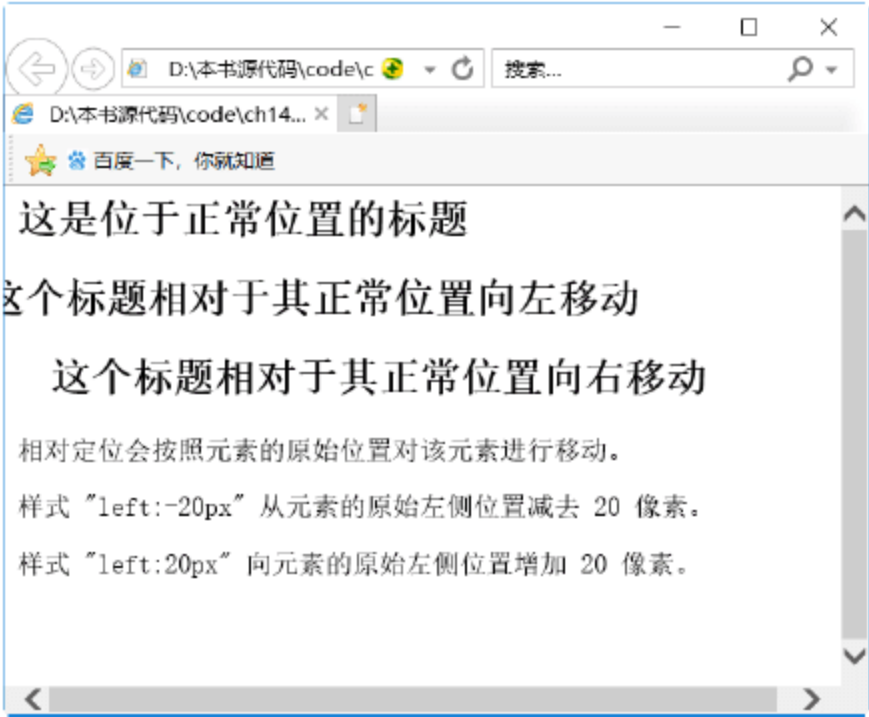 D:\本书源代码\code\c
搜索...
D:\本书源代码\code\ch14...
百度一下，你就知道
这是位于正常位置的标题
这个标题相对于其正常位置向左移动
这个标题相对于其正常位置向右移动
相对定位会按照元素的原始位置对该元素进行移动。
样式 "left:-20px" 从元素的原始左侧位置减去 20 像素。
样式 "left:20px" 向元素的原始左侧位置增加 20 像素。